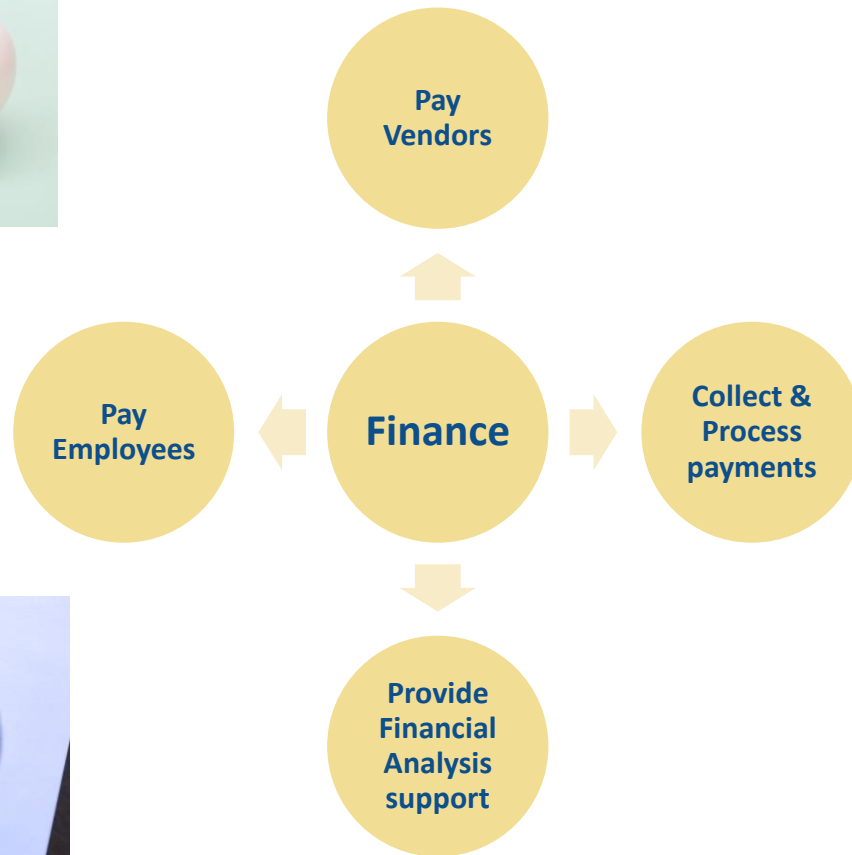 Pay
Vendors
Pay
Employees
Finance
Collect &
Process
payments
Provide
Financial
Analysis
support